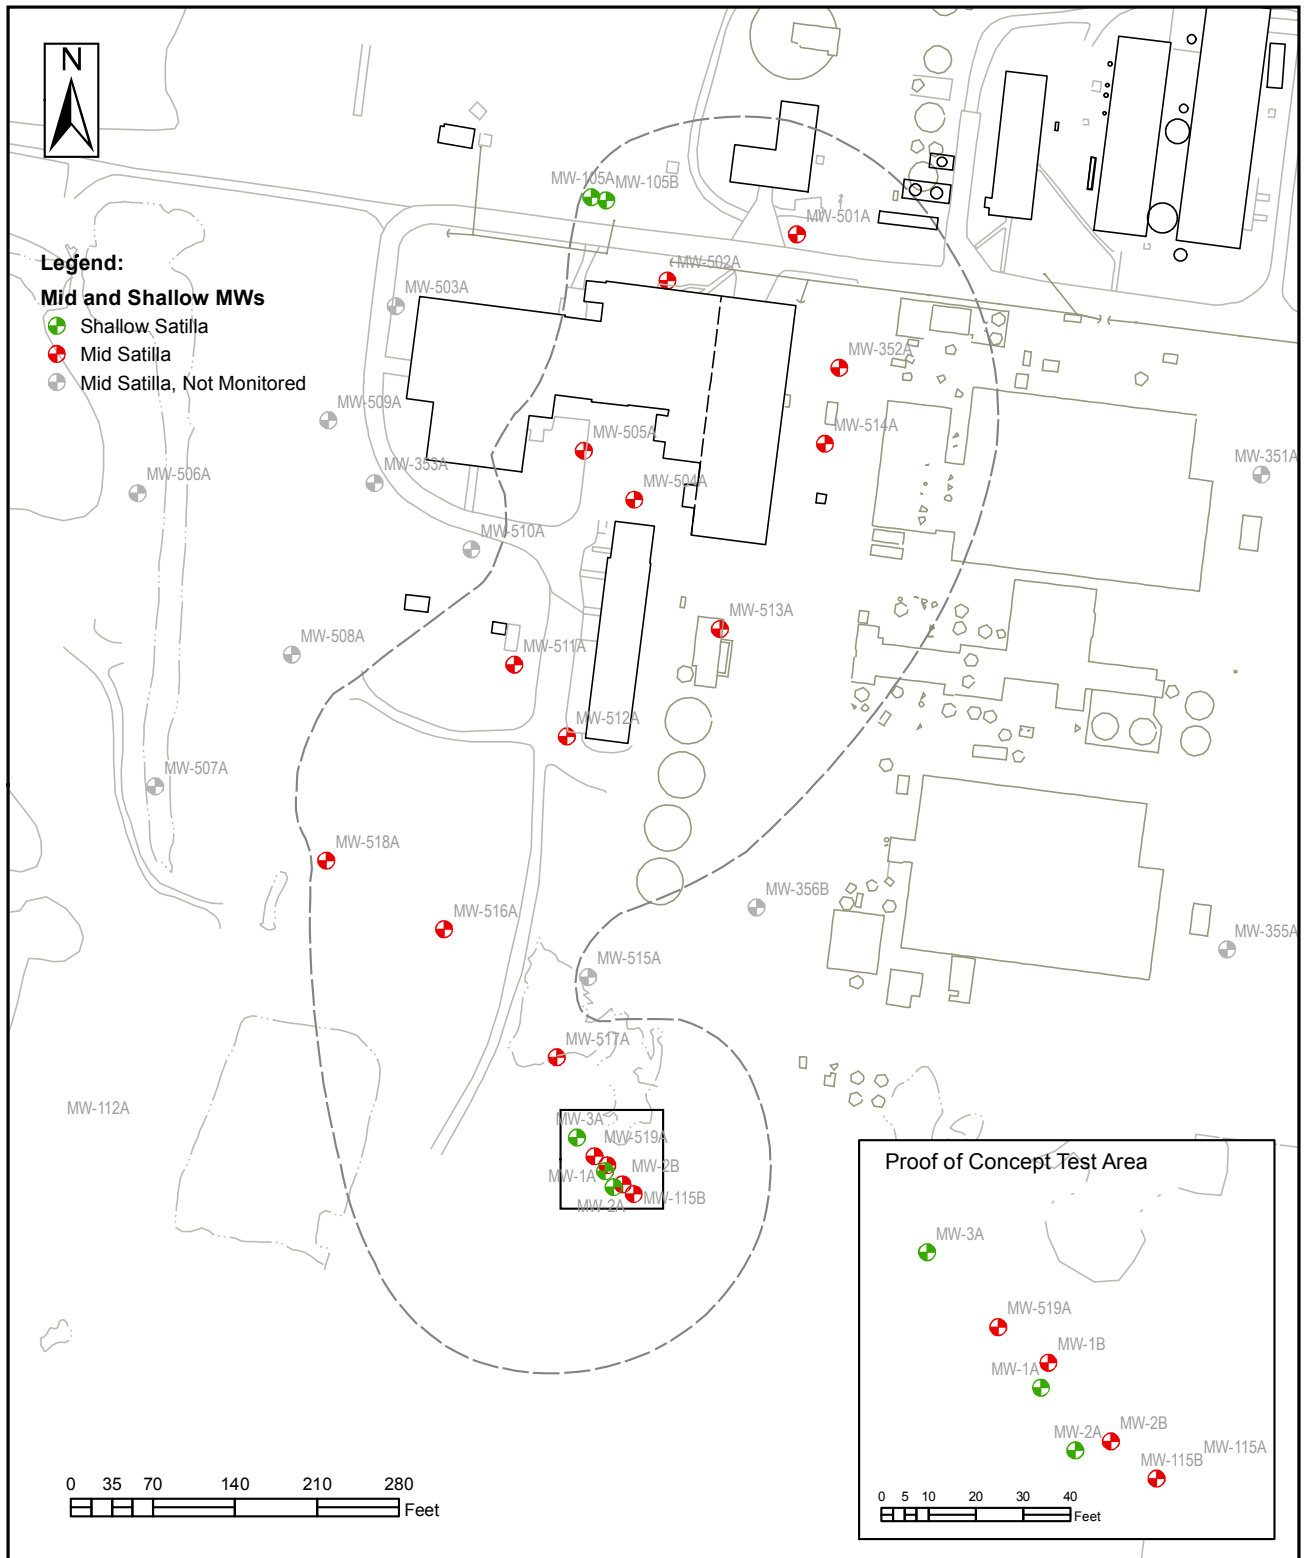 N
MW-105A
MW-105B
MW-501A
Legend:
MW-502A
Mid and Shallow MWs
MW-503A
Shallow Satilla
Mid Satilla
MW-352A
Mid Satilla, Not Monitored
MW-509A
MW-514A
MW-505A
MW-351A
MW-353A
MW-506A
MW-504A
MW-510A
MW-513A
MW-508A
MW-511A
MW-512A
MW-507A
MW-518A
MW-356B
MW-516A
MW-355A
MW-515A
MW-517A
MW-112A
MW-3A
MW-519A
MW-2B
MW-1A
MW-2A
MW-115B
Proof of Concept Test Area
MW-3A
MW-519A
MW-1B
MW-1A
MW-2B
MW-2A
MW-115A
MW-115B
0 5 10 20 30 40
Feet
0 35 70 140 210 280
Feet